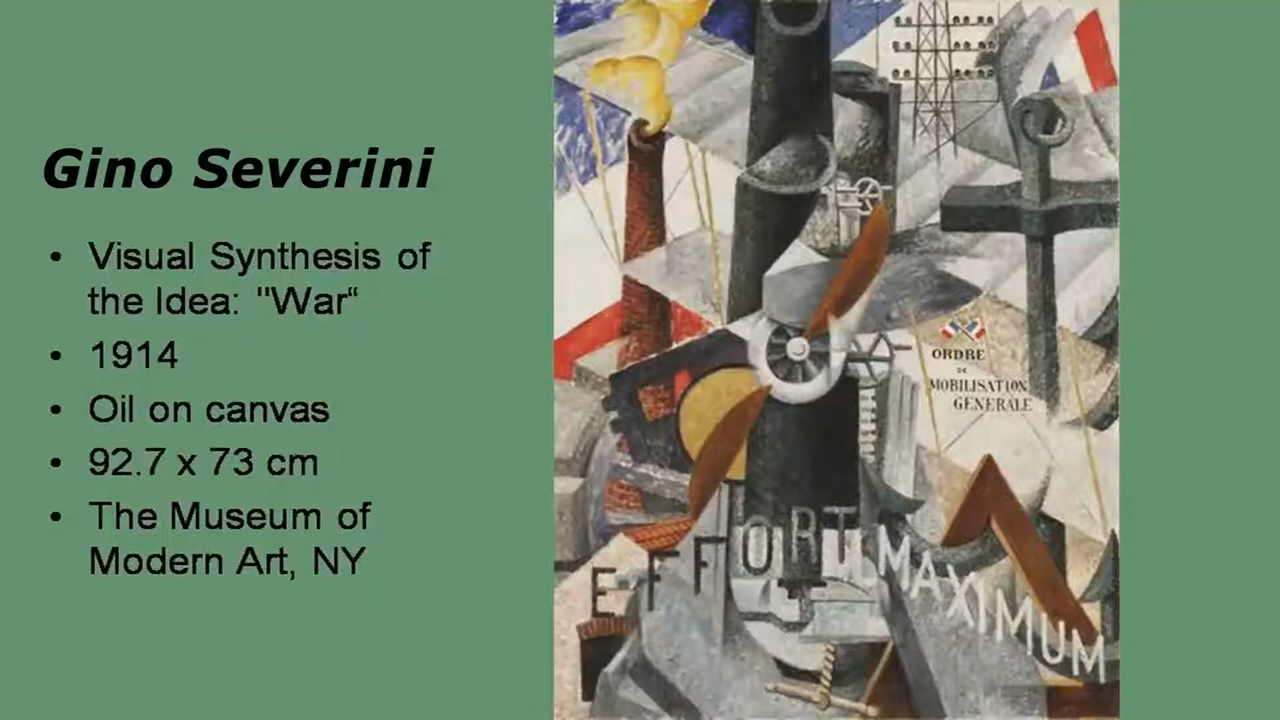 Gino Severini
• Visual Synthesis of
the Idea: "War“
• 1914
• Oil on canvas
• 92.7 x 73 cm
• The Museum of
Modern Art, NY
ORDRE
DE
MOBILISATION
GENERALE
EFFORT MAXIMUM